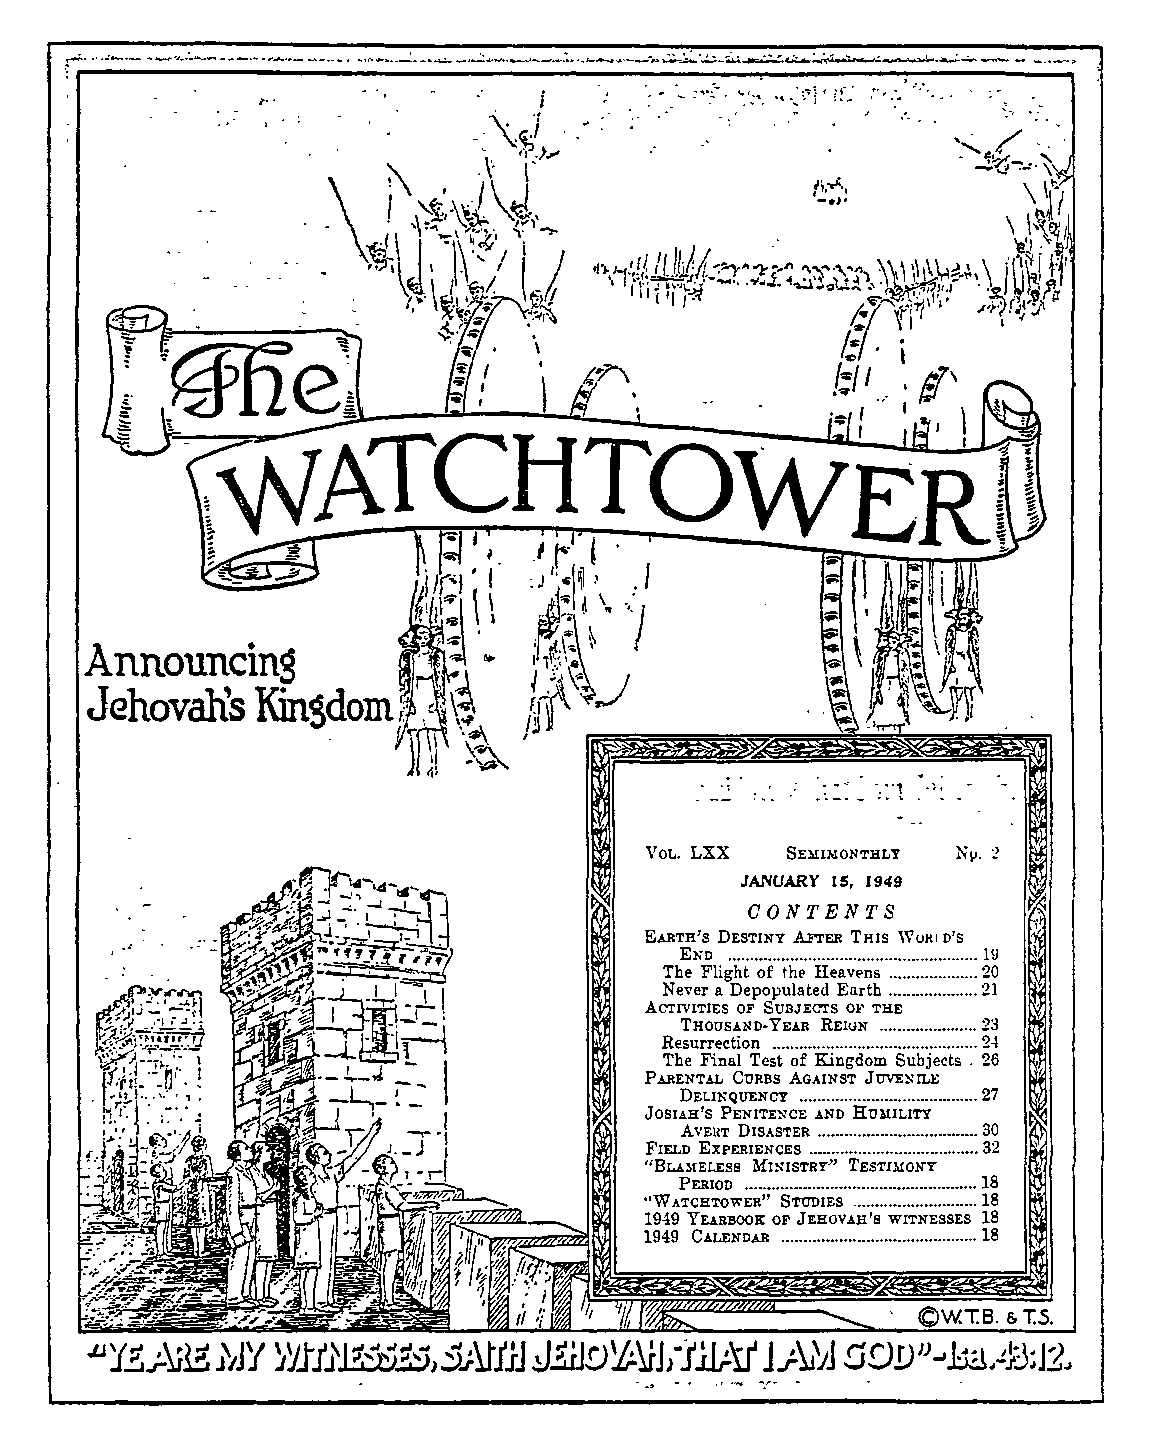 The
WATCHTOWER
Announcing
Jehovah's Kingdom
VOL. LXX SEMIMONTHLY No. 2
JANUARY 15, 1949
CONTENTS
EARTH'S DESTINY AFTER THIS WORLD'S
END ........ 19
The Flight of the Heavens ........ 20
Never a Depopulated Earth ........ 21
ACTIVITIES OF SUBJECTS OF THE
THOUSAND-YEAR REIGN ........ 23
Resurrection ........ 24
The Final Test of Kingdom Subjects . 26
PARENTAL CURBS AGAINST JUVENILE
DELINQUENCY ........ 27
JOSIAH'S PENITENCE AND HUMILITY
AVERT DISASTER ........ 30
FIELD EXPERIENCES ........ 32
"BLAMELESS MINISTRY" TESTIMONY
PERIOD ........ 18
"WATCHTOWER" STUDIES ........ 18
1949 YEARBOOK OF JEHOVAH'S WITNESSES 18
1949 CALENDAR ........ 18
©W.T.B. & T.S.
"YE ARE MY WITNESSES, SAITH JEHOVAH, THAT I AM GOD"-Isa. 43:12.